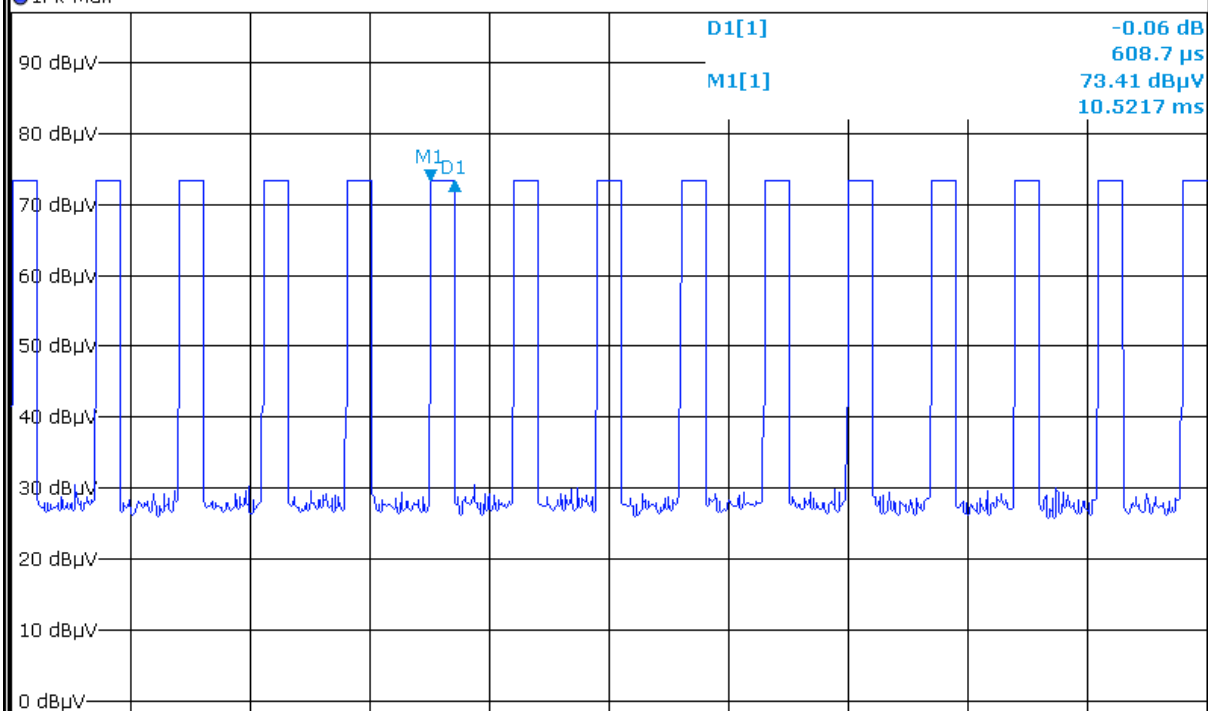 D1[1] -0.06 dB
608.7 µs
M1[1] 73.41 dBµV
10.5217 ms
90 dBµV
80 dBµV
M1
D1
70 dBµV
60 dBµV
50 dBµV
40 dBµV
30 dBµV
20 dBµV
10 dBµV
0 dBµV